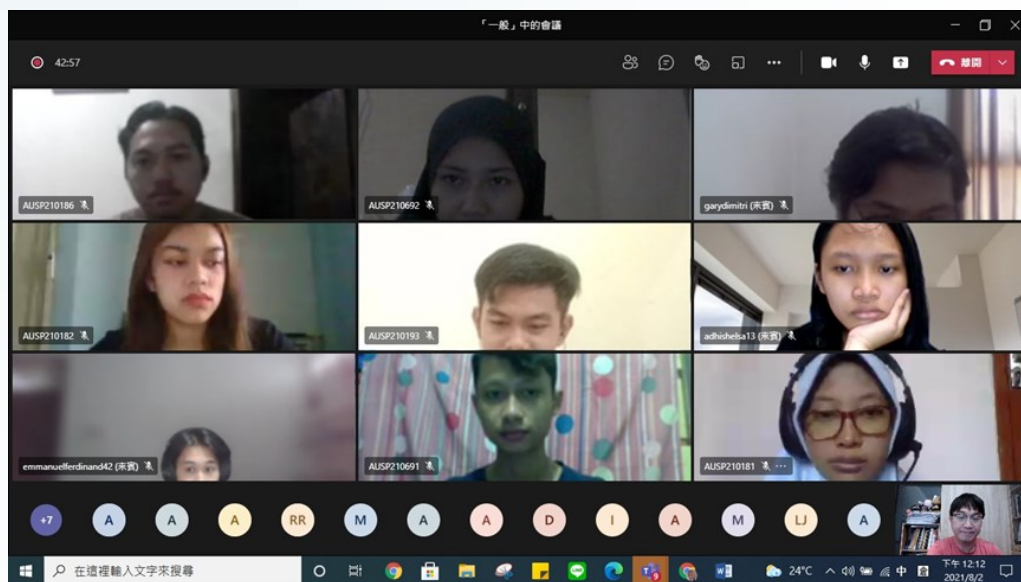 「一般」中的會議
42:57
離開
AUSP210186
AUSP210692
garydimitri (來賓)
AUSP210182
AUSP210193
adhishelsa13 (來賓)
emmanuelferdinand42 (來賓)
AUSP210691
AUSP210181
+7 A A A RR M A A D I A M LJ A
在這裡輸入文字來搜尋
24°C 中
下午 12:12
2021/8/2